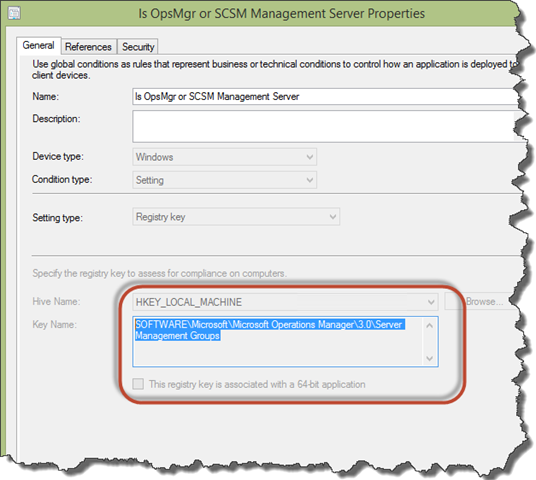 Is OpsMgr or SCSM Management Server Properties
General References Security
Use global conditions as rules that represent business or technical conditions to control how an application is deployed to
client devices.
Name: Is OpsMgr or SCSM Management Server
Description:
Device type: Windows
Condition type: Setting
Setting type: Registry key
Specify the registry key to assess for compliance on computers.
Hive Name: HKEY_LOCAL_MACHINE Browse...
Key Name: SOFTWARE\Microsoft\Microsoft Operations Manager\3.0\Server
Management Groups
This registry key is associated with a 64-bit application